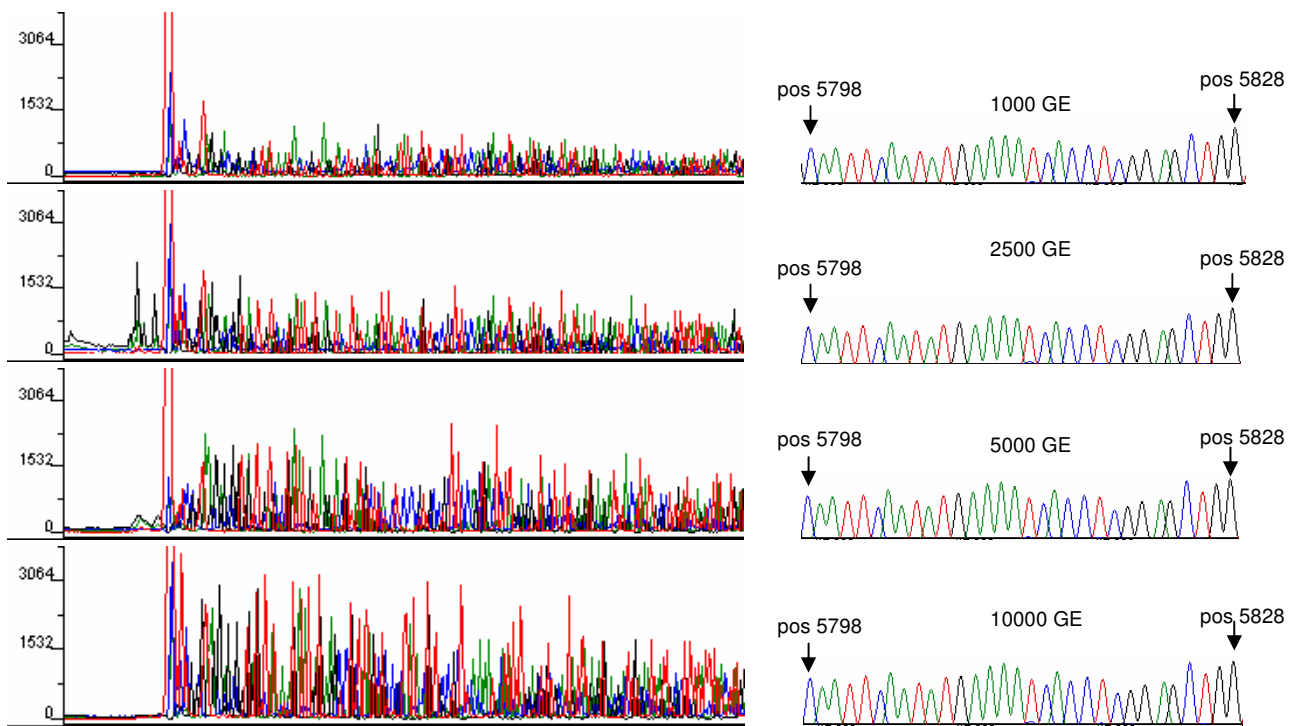 3064
1532
0
pos 5798
1000 GE
pos 5828
3064
1532
0
pos 5798
2500 GE
pos 5828
3064
1532
0
pos 5798
5000 GE
pos 5828
3064
1532
0
pos 5798
10000 GE
pos 5828